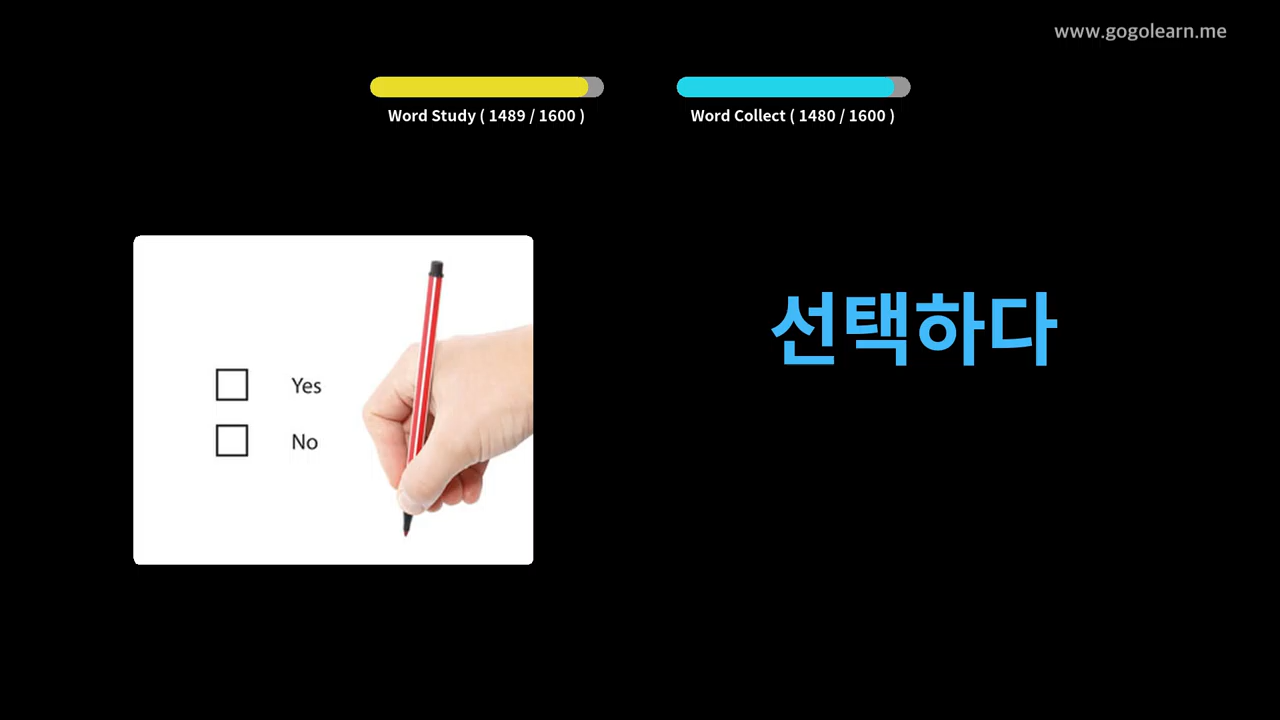 www.gogolearn.me
Word Study ( 1489 / 1600 )
Word Collect ( 1480 / 1600 )
선택하다
Yes
No